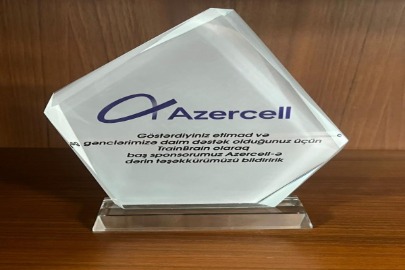 Azercell
Göstərdiyiniz etimad və
gənclərimizə daim dəstək olduğunuz üçün
TrainBrain olaraq
baş sponsorumuz Azercell-ə
dərin təşəkkürümüzü bildiririk